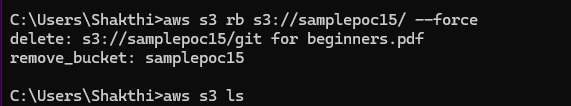 C:\Users\Shakthi>aws s3 rb s3://samplepoc15/ --force
delete: s3://samplepoc15/git for beginners.pdf
remove_bucket: samplepoc15
C:\Users\Shakthi>aws s3 ls